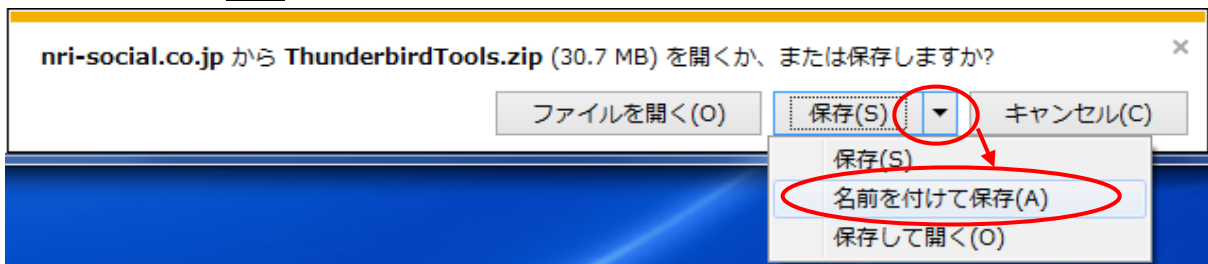 nri-social.co.jp から ThunderbirdTools.zip (30.7 MB) を開くか、または保存しますか?
×
ファイルを開く(O) 保存(S) ▼ キャンセル(C)
保存(S)
名前を付けて保存(A)
保存して開く(O)